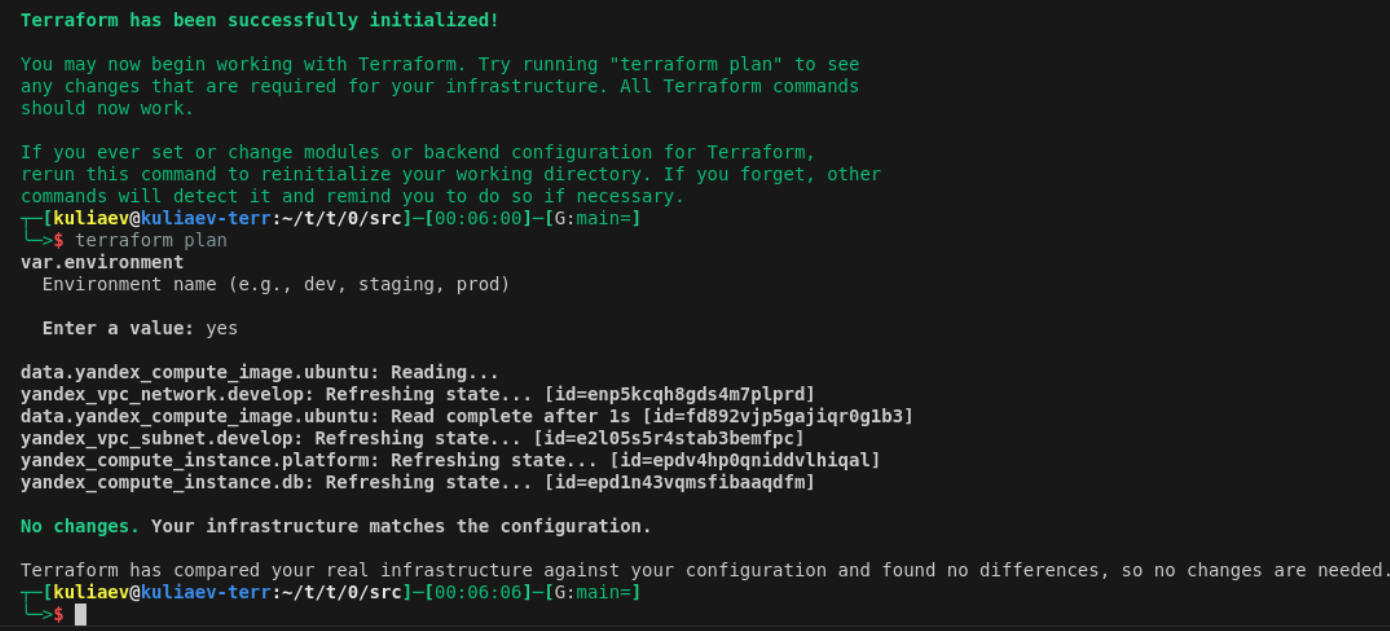 Terraform has been successfully initialized!
You may now begin working with Terraform. Try running "terraform plan" to see
any changes that are required for your infrastructure. All Terraform commands
should now work.
If you ever set or change modules or backend configuration for Terraform,
rerun this command to reinitialize your working directory. If you forget, other
commands will detect it and remind you to do so if necessary.
┬─[kuliaev@kuliaev-terr:~/t/t/0/src]─[00:06:00]─[G:main=]
╰─>$ terraform plan
var.environment
  Environment name (e.g., dev, staging, prod)
  Enter a value: yes
data.yandex_compute_image.ubuntu: Reading...
yandex_vpc_network.develop: Refreshing state... [id=enp5kcqh8gds4m7plprd]
data.yandex_compute_image.ubuntu: Read complete after 1s [id=fd892vjp5gajiqr0g1b3]
yandex_vpc_subnet.develop: Refreshing state... [id=e2l05s5r4stab3bemfpc]
yandex_compute_instance.platform: Refreshing state... [id=epdv4hp0qniddvlhiqal]
yandex_compute_instance.db: Refreshing state... [id=epd1n43vqmsfibaaqdfm]
No changes. Your infrastructure matches the configuration.
Terraform has compared your real infrastructure against your configuration and found no differences, so no changes are needed.
┬─[kuliaev@kuliaev-terr:~/t/t/0/src]─[00:06:06]─[G:main=]
╰─>$